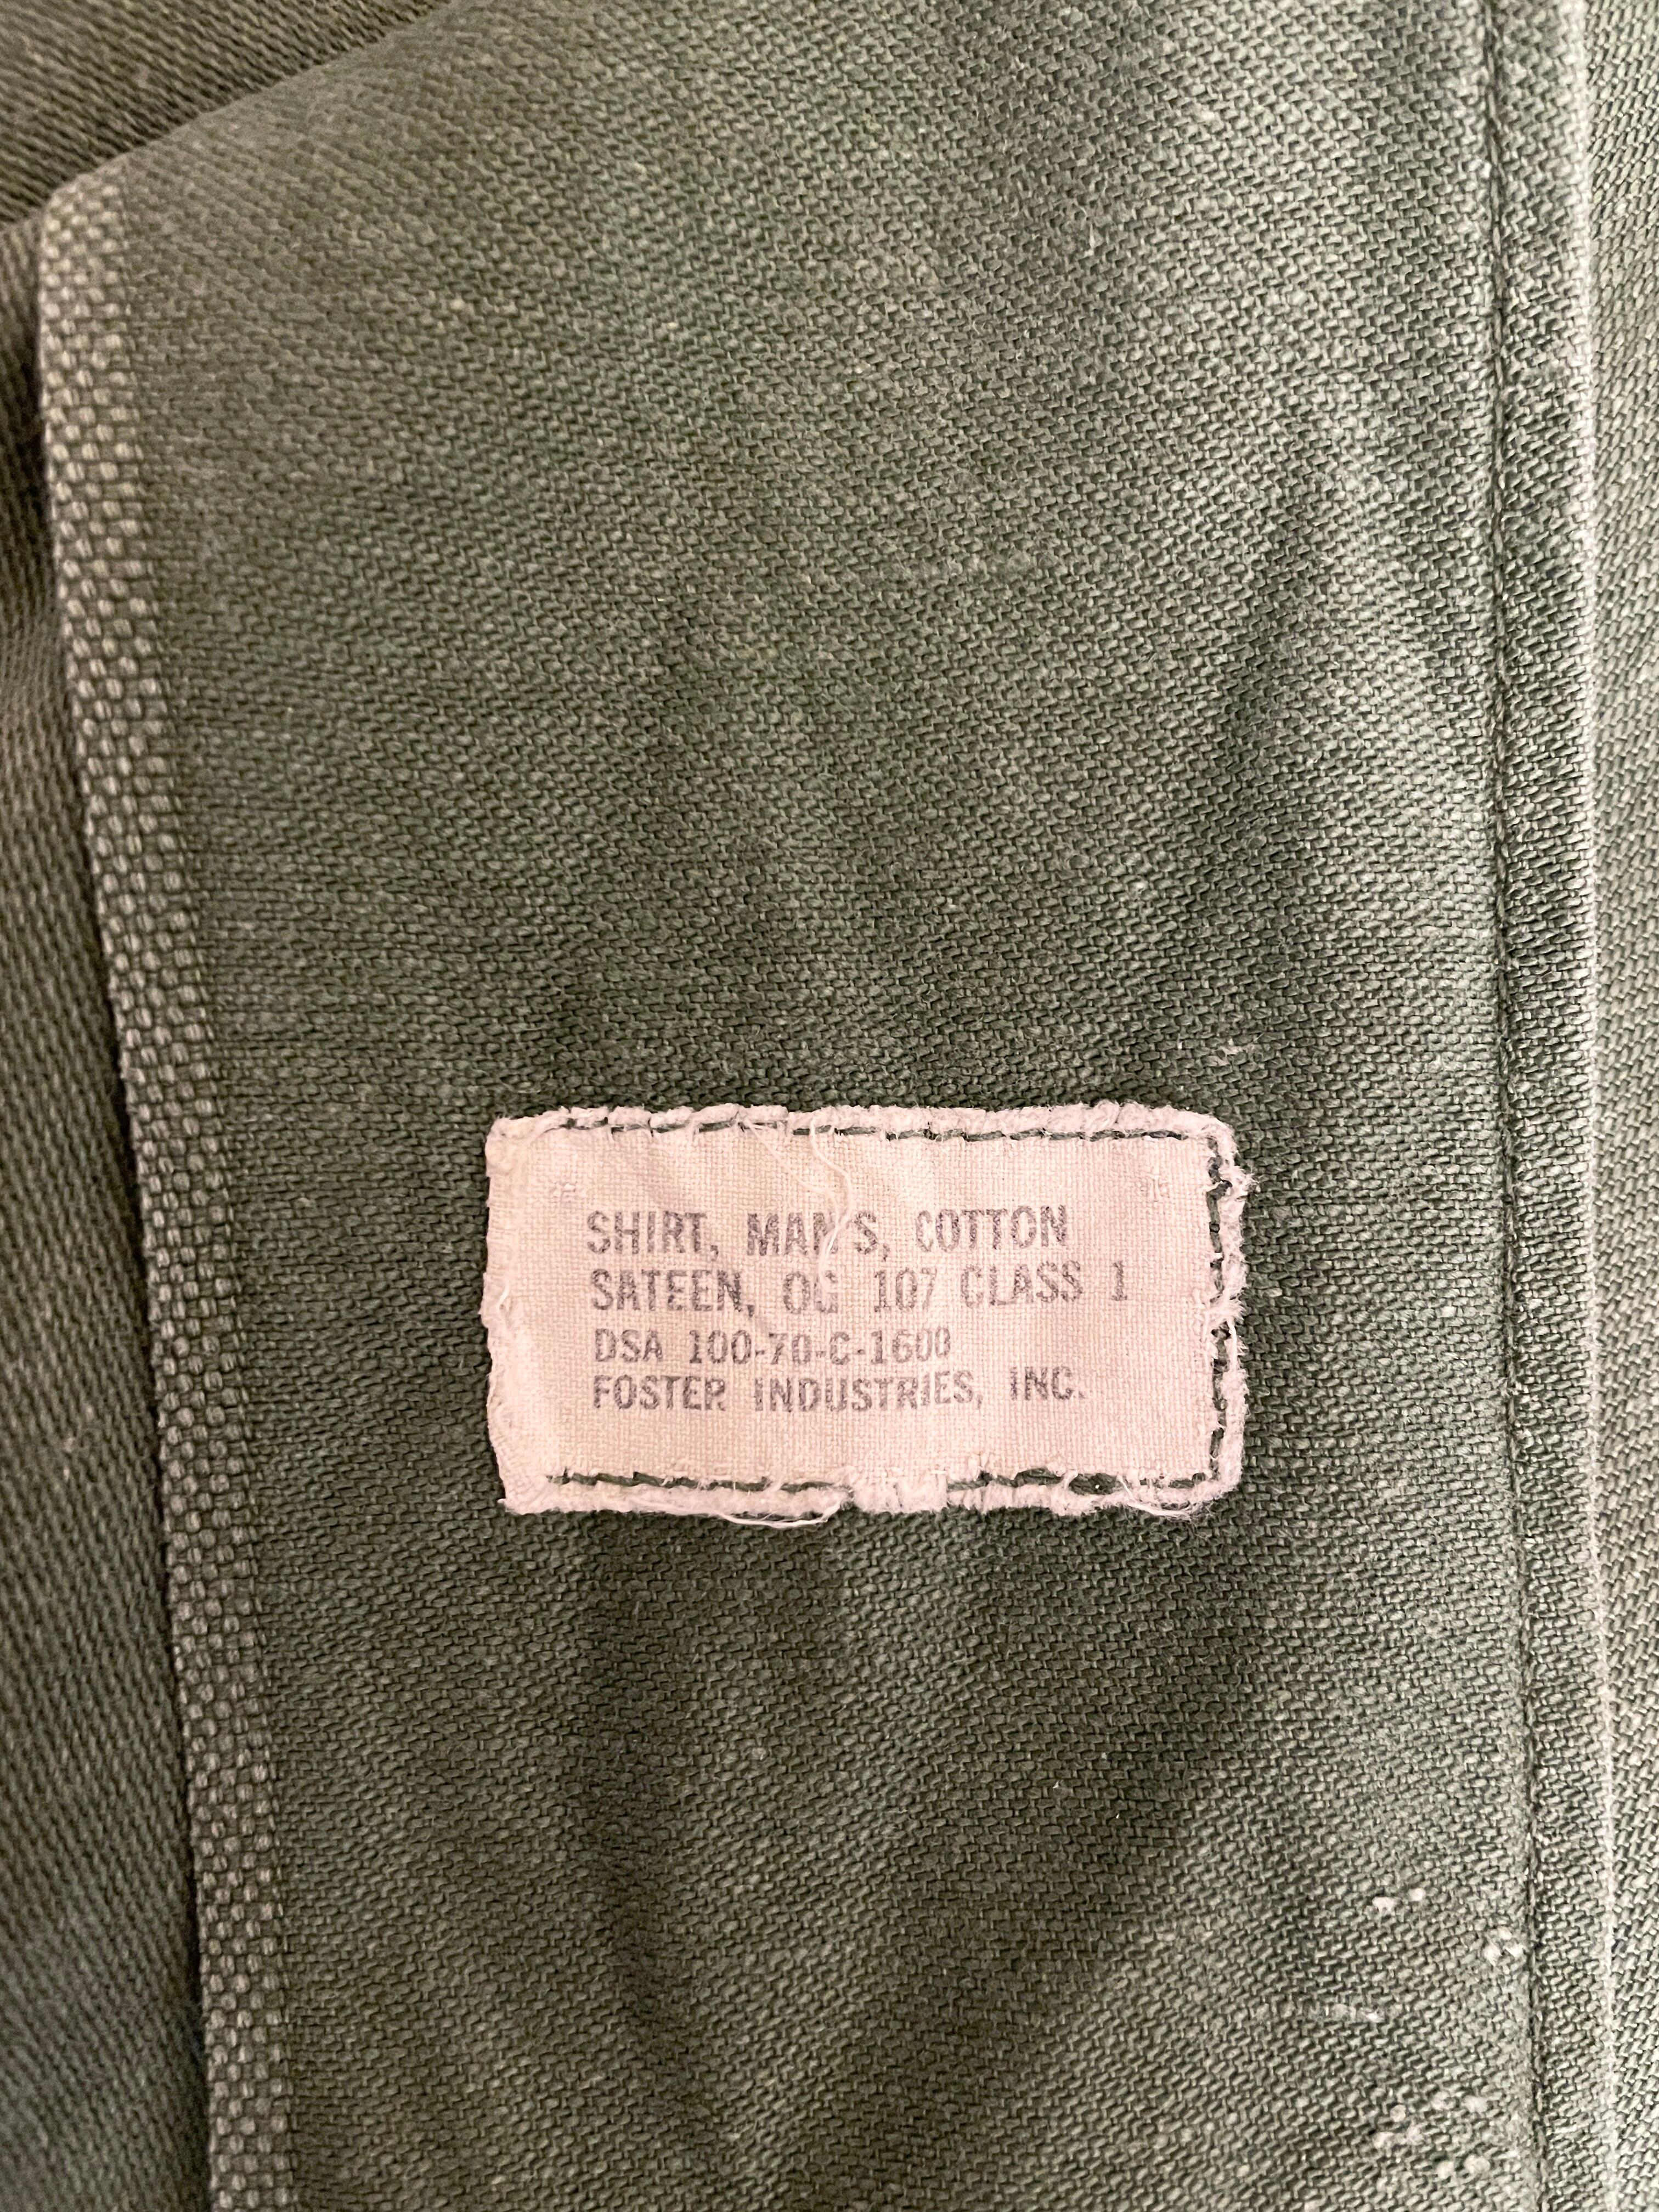 SHIRT, MAN'S, COTTON
SATEEN, OG 107 CLASS 1
DSA 100-70-C-1600
FOSTER INDUSTRIES, INC.